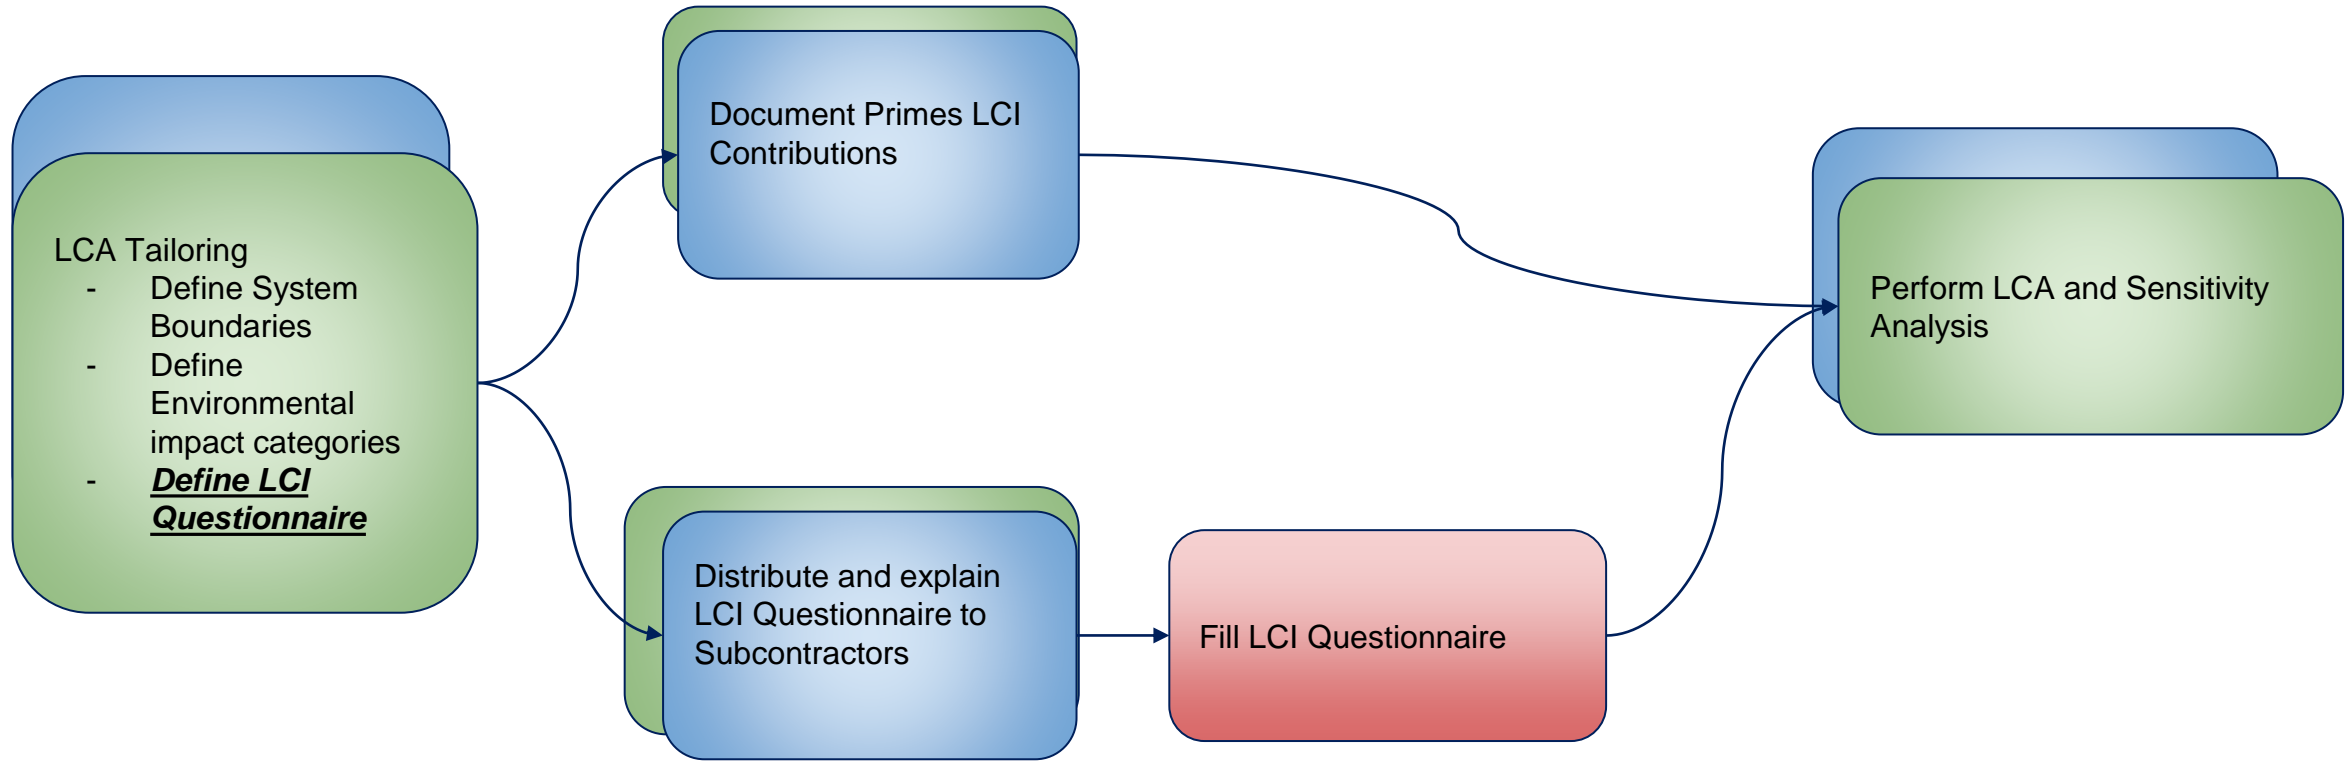 LCA Tailoring
- Define System
Boundaries
- Define
Environmental
impact categories
- Define LCI
Questionnaire
Document Primes LCI
Contributions
Distribute and explain
LCI Questionnaire to
Subcontractors
Fill LCI Questionnaire
Perform LCA and Sensitivity
Analysis